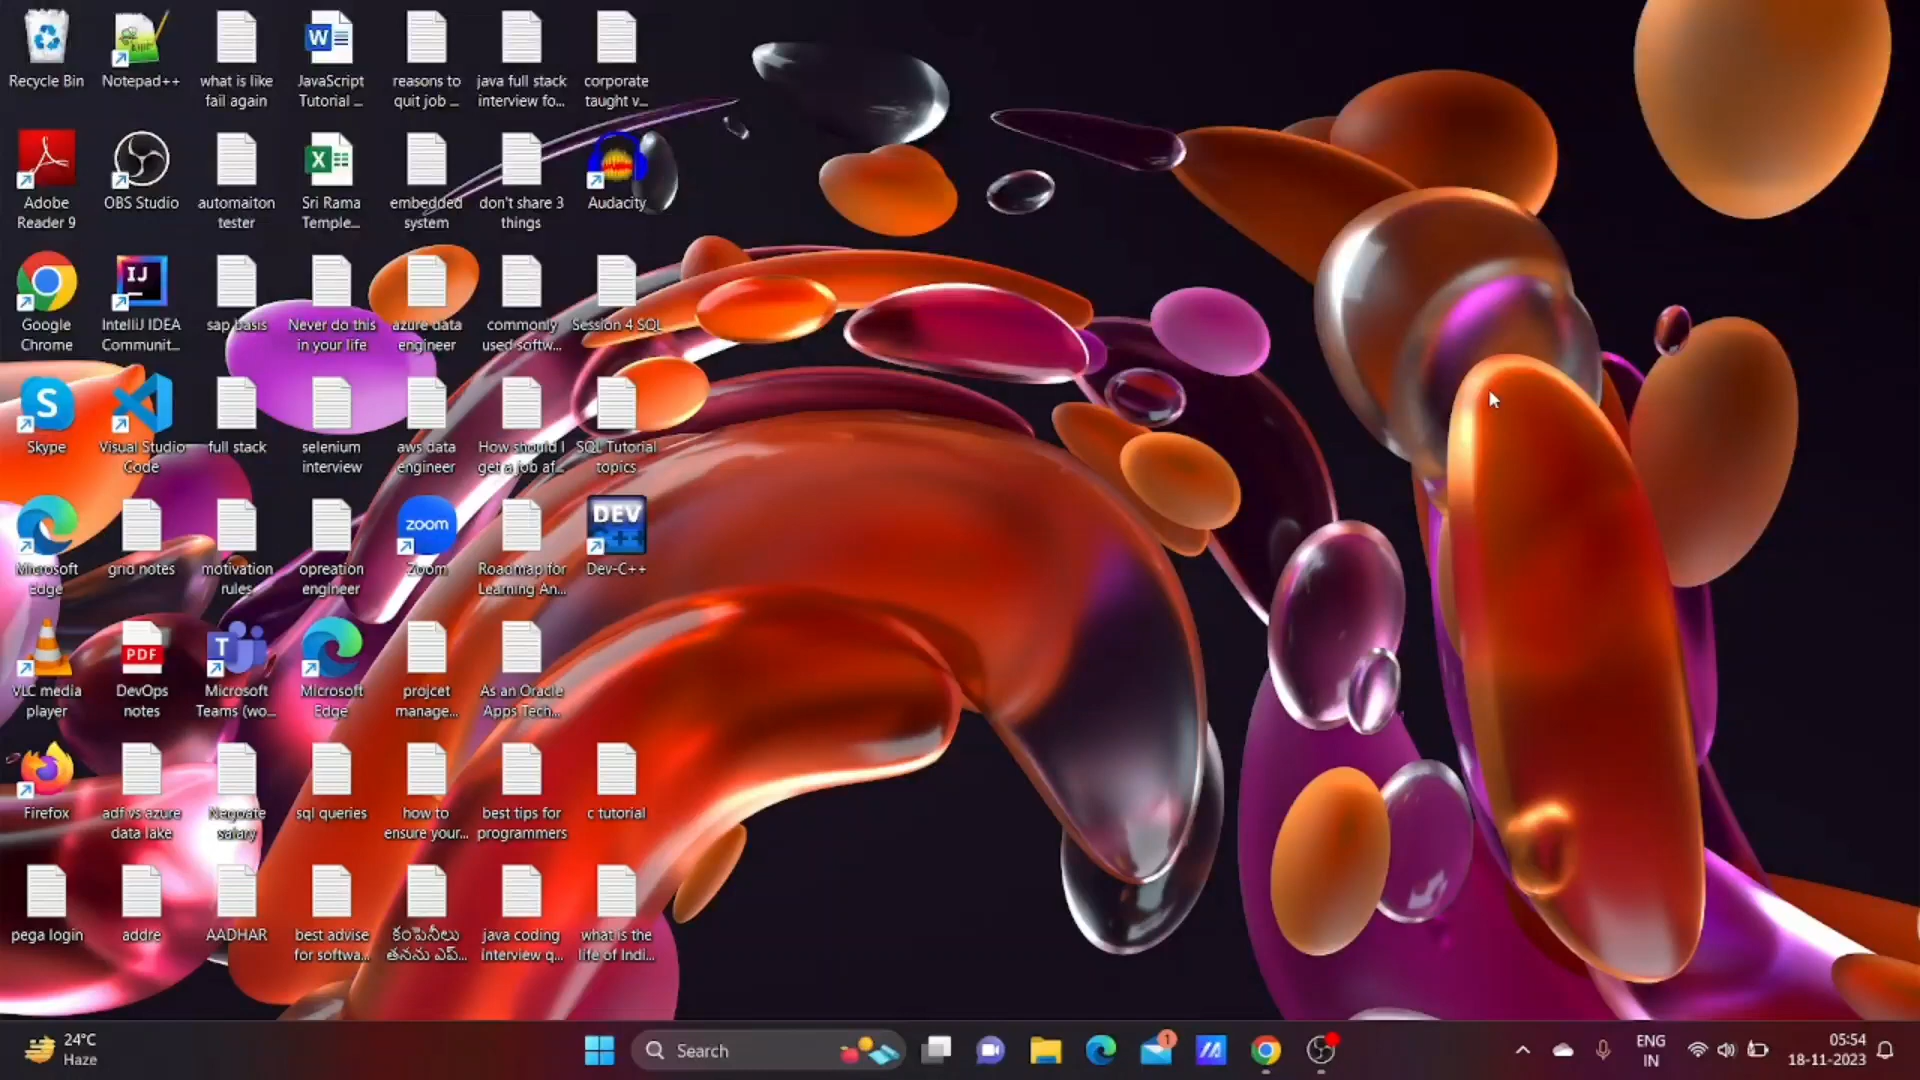 Recycle Bin
Notepad++
what is like
fail again
W
JavaScript
Tutorial ...
reasons to
quit job ...
java full stack
interview fo...
corporate
taught v...
Adobe
Reader 9
OBS Studio
automaiton
tester
X
Sri Rama
Temple...
embedded
system
don't share 3
things
Audacity
Google
Chrome
IJ
IntelliJ IDEA
Communit...
sap basis
Never do this
in your life
azure data
engineer
commonly
used softw...
Session 4 SQL
S
Skype
Visual Studio
Code
full stack
selenium
interview
aws data
engineer
How should I
get a job af...
SQL Tutorial
topics
Microsoft
Edge
grid notes
motivation
rules
opreation
engineer
zoom
Zoom
Roadmap for
Learning An...
DEV
C++
Dev-C++
VLC media
player
PDF
DevOps
notes
T
Microsoft
Teams (wo...
Microsoft
Edge
projcet
manage...
As an Oracle
Apps Tech...
Firefox
adf vs azure
data lake
Negoate
salary
sql queries
how to
ensure your...
best tips for
programmers
c tutorial
pega login
addre
AADHAR
best advise
for softwa...
కంపెనీలు
తనను ఎప్...
java coding
interview q...
what is the
life of Indi...
24°C
Haze
Search
1
ENG
IN
05:54
18-11-2023